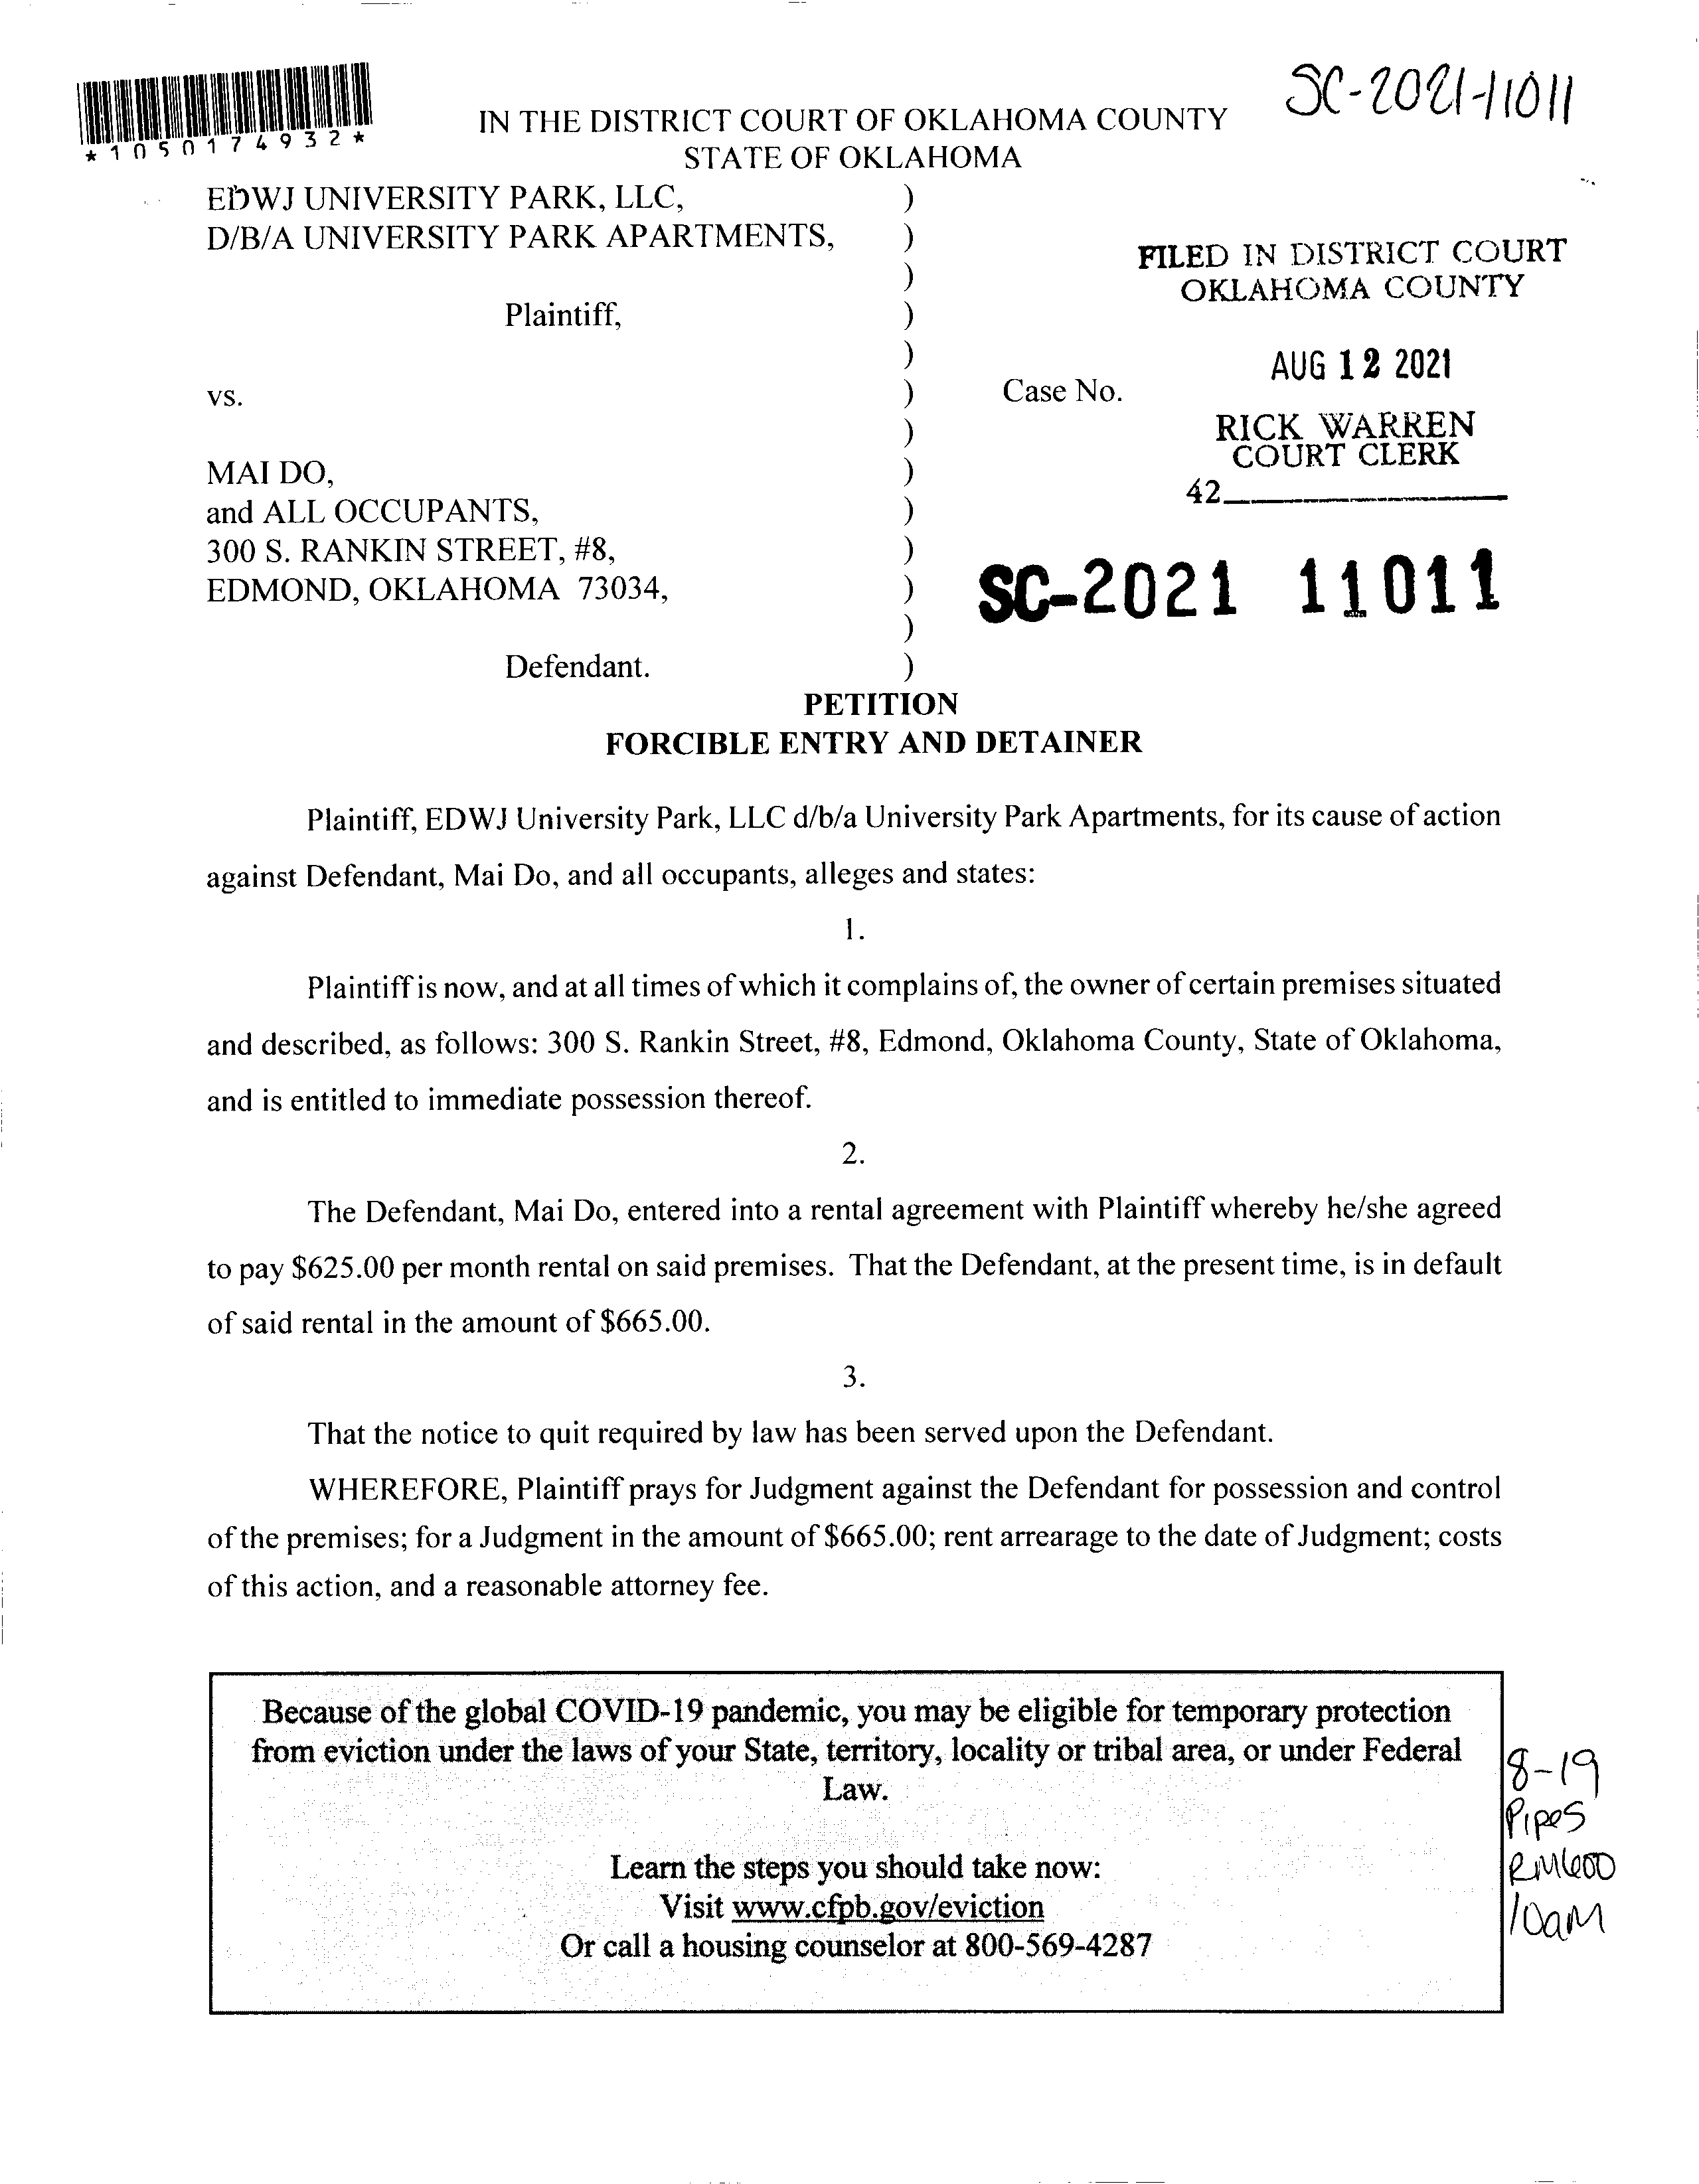 SC-2021-11011
*1050174932*
IN THE DISTRICT COURT OF OKLAHOMA COUNTY
STATE OF OKLAHOMA
EDWJ UNIVERSITY PARK, LLC, )
D/B/A UNIVERSITY PARK APARTMENTS, )
)
Plaintiff, )
)
vs. )
)
MAI DO, )
and ALL OCCUPANTS, )
300 S. RANKIN STREET, #8, )
EDMOND, OKLAHOMA 73034, )
)
Defendant. )
FILED IN DISTRICT COURT
OKLAHOMA COUNTY
AUG 12 2021
Case No.
RICK WARREN
COURT CLERK
42
SC-2021 11011
PETITION
FORCIBLE ENTRY AND DETAINER
Plaintiff, EDWJ University Park, LLC d/b/a University Park Apartments, for its cause of action
against Defendant, Mai Do, and all occupants, alleges and states:
1.
Plaintiff is now, and at all times of which it complains of, the owner of certain premises situated
and described, as follows: 300 S. Rankin Street, #8, Edmond, Oklahoma County, State of Oklahoma,
and is entitled to immediate possession thereof.
2.
The Defendant, Mai Do, entered into a rental agreement with Plaintiff whereby he/she agreed
to pay $625.00 per month rental on said premises. That the Defendant, at the present time, is in default
of said rental in the amount of $665.00.
3.
That the notice to quit required by law has been served upon the Defendant.
WHEREFORE, Plaintiff prays for Judgment against the Defendant for possession and control
of the premises; for a Judgment in the amount of $665.00; rent arrearage to the date of Judgment; costs
of this action, and a reasonable attorney fee.
Because of the global COVID-19 pandemic, you may be eligible for temporary protection
from eviction under the laws of your State, territory, locality or tribal area, or under Federal
Law.
Learn the steps you should take now:
Visit www.cfpb.gov/eviction
Or call a housing counselor at 800-569-4287
8-19
Pipes
RM600
10am